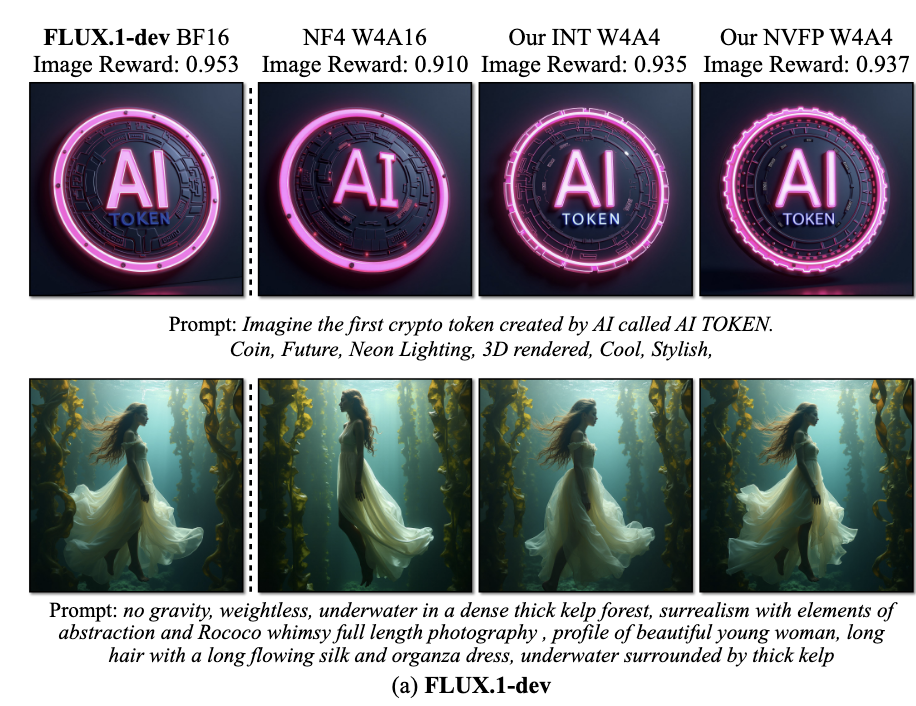 FLUX.1-dev BF16
Image Reward: 0.953
NF4 W4A16
Image Reward: 0.910
Our INT W4A4
Image Reward: 0.935
Our NVFP W4A4
Image Reward: 0.937
AI
TOKEN
AI
AI
TOKEN
AI
TOKEN
Prompt: Imagine the first crypto token created by AI called AI TOKEN.
Coin, Future, Neon Lighting, 3D rendered, Cool, Stylish,
Prompt: no gravity, weightless, underwater in a dense thick kelp forest, surrealism with elements of
abstraction and Rococo whimsy full length photography , profile of beautiful young woman, long
hair with a long flowing silk and organza dress, underwater surrounded by thick kelp
(a) FLUX.1-dev